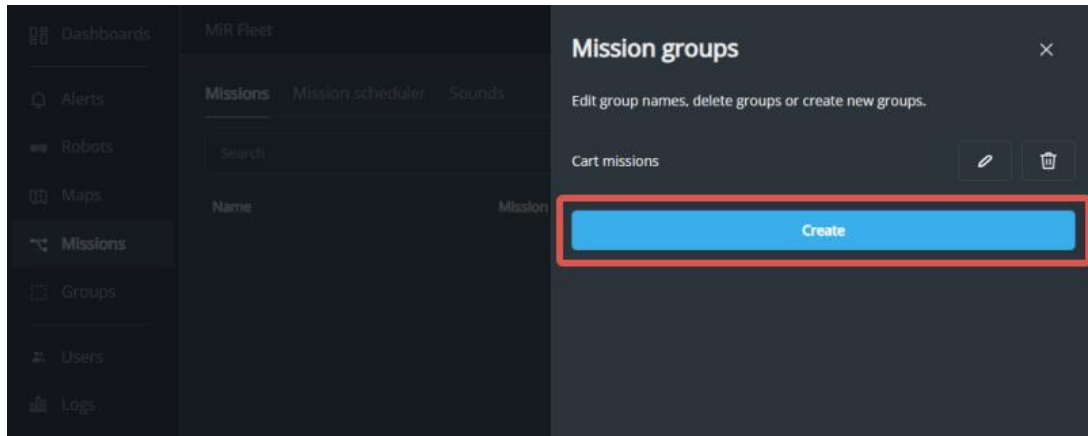 Dashboards
Alerts
Robots
Maps
Missions
Groups
Users
Logs
MiR Fleet
Missions Mission scheduler Sounds
Search
Name Mission
Mission groups
Edit group names, delete groups or create new groups.
Cart missions
Create